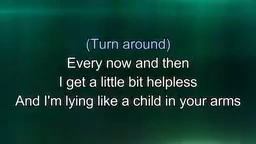 (Turn around)
Every now and then
I get a little bit helpless
And I'm lying like a child in your arms